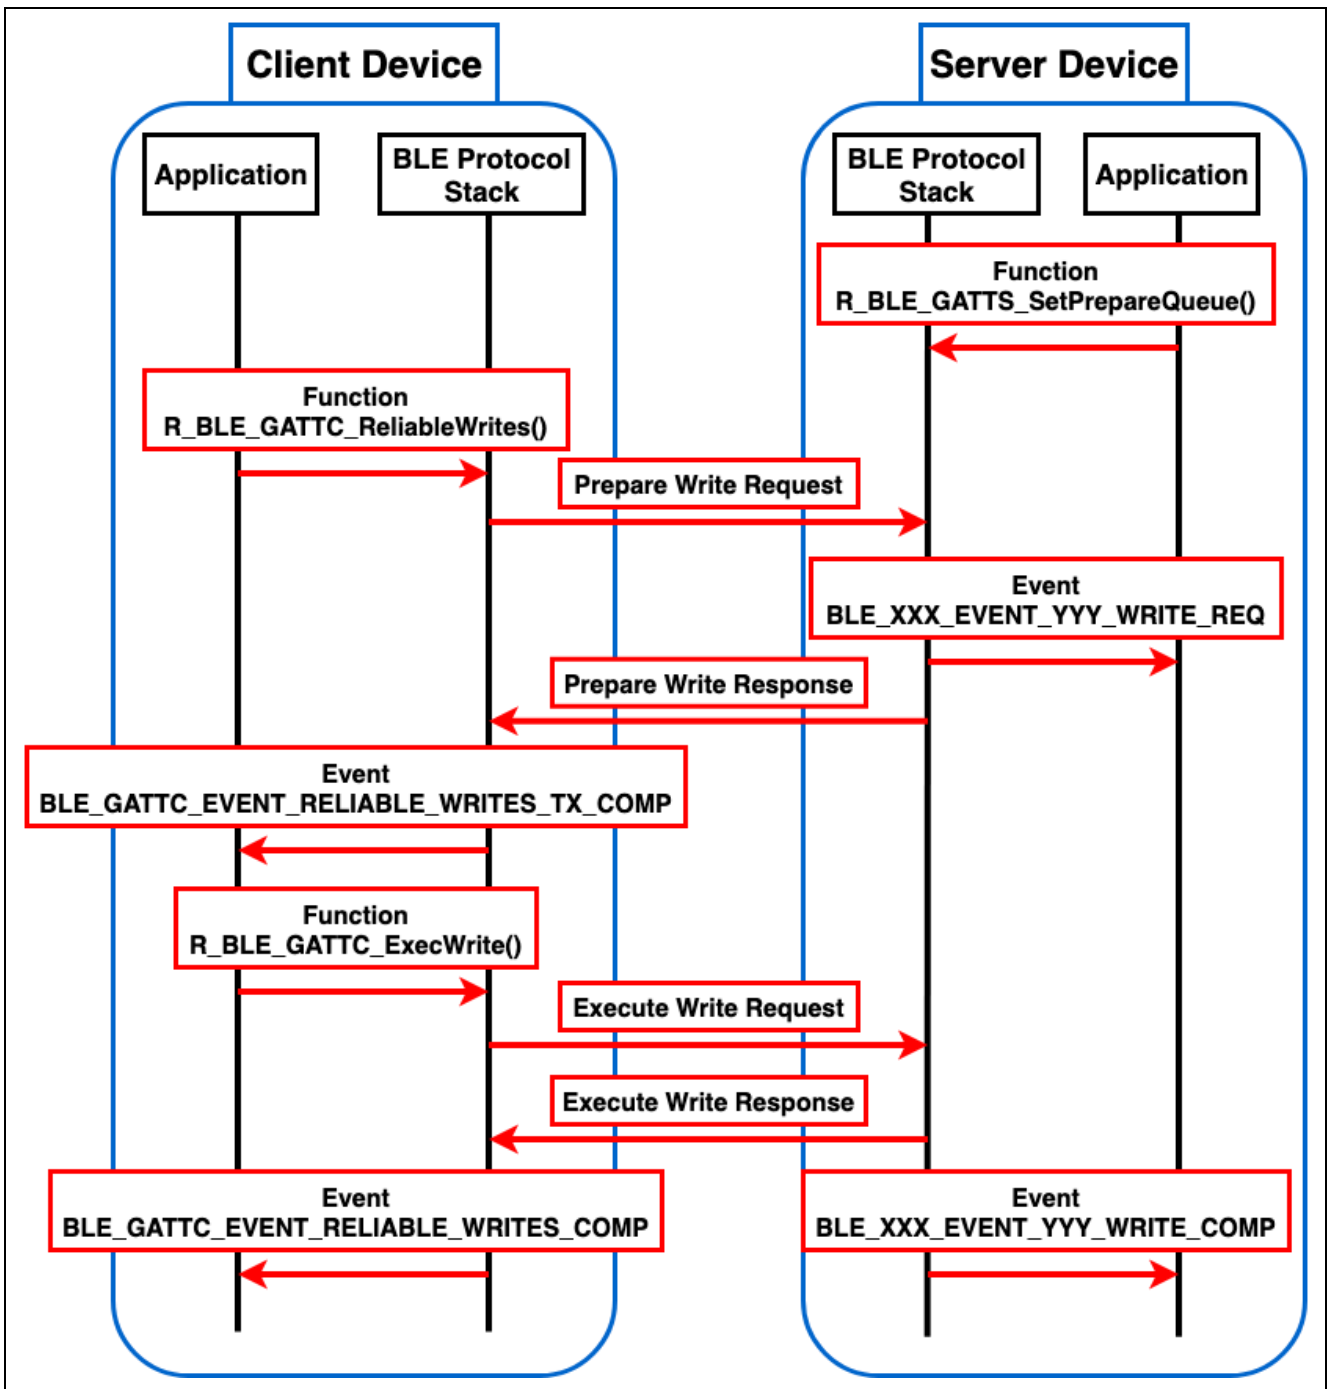 Client Device
Server Device
Application
BLE Protocol
Stack
BLE Protocol
Stack
Application
Function
R_BLE_GATTS_SetPrepareQueue()
Function
R_BLE_GATTC_ReliableWrites()
Prepare Write Request
Event
BLE_XXX_EVENT_YYY_WRITE_REQ
Prepare Write Response
Event
BLE_GATTC_EVENT_RELIABLE_WRITES_TX_COMP
Function
R_BLE_GATTC_ExecWrite()
Execute Write Request
Execute Write Response
Event
BLE_GATTC_EVENT_RELIABLE_WRITES_COMP
Event
BLE_XXX_EVENT_YYY_WRITE_COMP